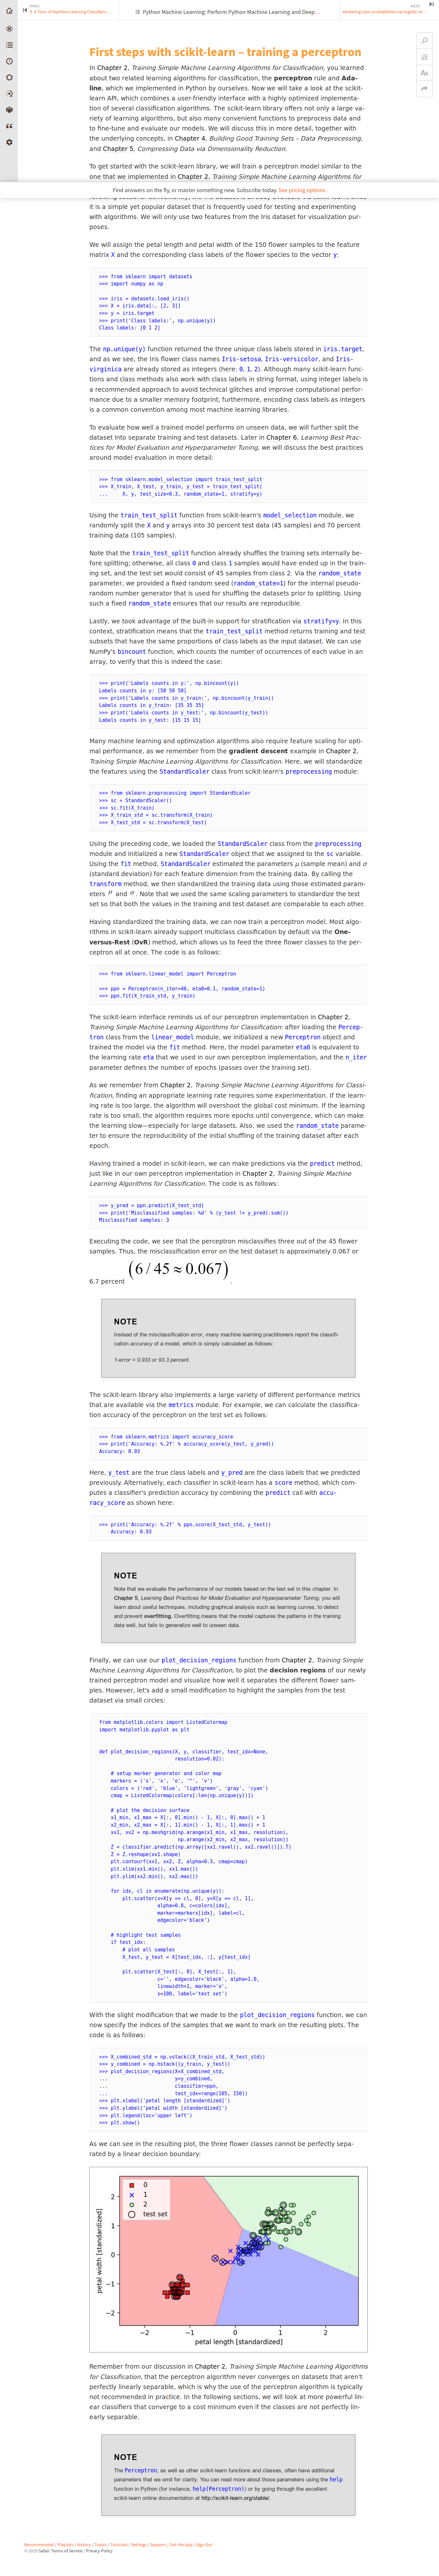 PREV
2. A Tour of Machine Learning Classifiers …
Python Machine Learning: Perform Python Machine Learning and Deep…
NEXT
Modeling class probabilities via logistic re…
First steps with scikit-learn – training a perceptron
In Chapter 2, Training Simple Machine Learning Algorithms for Classification, you learned
about two related learning algorithms for classification, the perceptron rule and Ada-
line, which we implemented in Python by ourselves. Now we will take a look at the scikit-
learn API, which combines a user-friendly interface with a highly optimized implementa-
tion of several classification algorithms. The scikit-learn library offers not only a large va-
riety of learning algorithms, but also many convenient functions to preprocess data and
to fine-tune and evaluate our models. We will discuss this in more detail, together with
the underlying concepts, in Chapter 4, Building Good Training Sets – Data Preprocessing,
and Chapter 5, Compressing Data via Dimensionality Reduction.
To get started with the scikit-learn library, we will train a perceptron model similar to the
one that we implemented in Chapter 2, Training Simple Machine Learning Algorithms for
Find answers on the fly, or master something new. Subscribe today. See pricing options.
it is a simple yet popular dataset that is frequently used for testing and experimenting
with algorithms. We will only use two features from the Iris dataset for visualization pur-
poses.
We will assign the petal length and petal width of the 150 flower samples to the feature
matrix X and the corresponding class labels of the flower species to the vector y:
>>> from sklearn import datasets
>>> import numpy as np
>>> iris = datasets.load_iris()
>>> X = iris.data[:, [2, 3]]
>>> y = iris.target
>>> print('Class labels:', np.unique(y))
Class labels: [0 1 2]
The np.unique(y) function returned the three unique class labels stored in iris.target,
and as we see, the Iris flower class names Iris-setosa, Iris-versicolor, and Iris-
virginica are already stored as integers (here: 0, 1, 2). Although many scikit-learn func-
tions and class methods also work with class labels in string format, using integer labels is
a recommended approach to avoid technical glitches and improve computational perfor-
mance due to a smaller memory footprint; furthermore, encoding class labels as integers
is a common convention among most machine learning libraries.
To evaluate how well a trained model performs on unseen data, we will further split the
dataset into separate training and test datasets. Later in Chapter 6, Learning Best Prac-
tices for Model Evaluation and Hyperparameter Tuning, we will discuss the best practices
around model evaluation in more detail:
>>> from sklearn.model_selection import train_test_split
>>> X_train, X_test, y_train, y_test = train_test_split(
... X, y, test_size=0.3, random_state=1, stratify=y)
Using the train_test_split function from scikit-learn's model_selection module, we
randomly split the X and y arrays into 30 percent test data (45 samples) and 70 percent
training data (105 samples).
Note that the train_test_split function already shuffles the training sets internally be-
fore splitting; otherwise, all class 0 and class 1 samples would have ended up in the train-
ing set, and the test set would consist of 45 samples from class 2. Via the random_state
parameter, we provided a fixed random seed (random_state=1) for the internal pseudo-
random number generator that is used for shuffling the datasets prior to splitting. Using
such a fixed random_state ensures that our results are reproducible.
Lastly, we took advantage of the built-in support for stratification via stratify=y. In this
context, stratification means that the train_test_split method returns training and test
subsets that have the same proportions of class labels as the input dataset. We can use
NumPy's bincount function, which counts the number of occurrences of each value in an
array, to verify that this is indeed the case:
>>> print('Labels counts in y:', np.bincount(y))
Labels counts in y: [50 50 50]
>>> print('Labels counts in y_train:', np.bincount(y_train))
Labels counts in y_train: [35 35 35]
>>> print('Labels counts in y_test:', np.bincount(y_test))
Labels counts in y_test: [15 15 15]
Many machine learning and optimization algorithms also require feature scaling for opti-
mal performance, as we remember from the gradient descent example in Chapter 2,
Training Simple Machine Learning Algorithms for Classification. Here, we will standardize
the features using the StandardScaler class from scikit-learn's preprocessing module:
>>> from sklearn.preprocessing import StandardScaler
>>> sc = StandardScaler()
>>> sc.fit(X_train)
>>> X_train_std = sc.transform(X_train)
>>> X_test_std = sc.transform(X_test)
Using the preceding code, we loaded the StandardScaler class from the preprocessing
module and initialized a new StandardScaler object that we assigned to the sc variable.
Using the fit method, StandardScaler estimated the parameters μ (sample mean) and σ
(standard deviation) for each feature dimension from the training data. By calling the
transform method, we then standardized the training data using those estimated param-
eters μ and σ. Note that we used the same scaling parameters to standardize the test
set so that both the values in the training and test dataset are comparable to each other.
Having standardized the training data, we can now train a perceptron model. Most algo-
rithms in scikit-learn already support multiclass classification by default via the One-
versus-Rest (OvR) method, which allows us to feed the three flower classes to the per-
ceptron all at once. The code is as follows:
>>> from sklearn.linear_model import Perceptron
>>> ppn = Perceptron(n_iter=40, eta0=0.1, random_state=1)
>>> ppn.fit(X_train_std, y_train)
The scikit-learn interface reminds us of our perceptron implementation in Chapter 2,
Training Simple Machine Learning Algorithms for Classification: after loading the Percep-
tron class from the linear_model module, we initialized a new Perceptron object and
trained the model via the fit method. Here, the model parameter eta0 is equivalent to
the learning rate eta that we used in our own perceptron implementation, and the n_iter
parameter defines the number of epochs (passes over the training set).
As we remember from Chapter 2, Training Simple Machine Learning Algorithms for Classi-
fication, finding an appropriate learning rate requires some experimentation. If the learn-
ing rate is too large, the algorithm will overshoot the global cost minimum. If the learning
rate is too small, the algorithm requires more epochs until convergence, which can make
the learning slow—especially for large datasets. Also, we used the random_state parame-
ter to ensure the reproducibility of the initial shuffling of the training dataset after each
epoch.
Having trained a model in scikit-learn, we can make predictions via the predict method,
just like in our own perceptron implementation in Chapter 2, Training Simple Machine
Learning Algorithms for Classification. The code is as follows:
>>> y_pred = ppn.predict(X_test_std)
>>> print('Misclassified samples: %d' % (y_test != y_pred).sum())
Misclassified samples: 3
Executing the code, we see that the perceptron misclassifies three out of the 45 flower
samples. Thus, the misclassification error on the test dataset is approximately 0.067 or
6.7 percent (6 / 45 ≈ 0.067).
NOTE
Instead of the misclassification error, many machine learning practitioners report the classifi-
cation accuracy of a model, which is simply calculated as follows:
1-error = 0.933 or 93.3 percent.
The scikit-learn library also implements a large variety of different performance metrics
that are available via the metrics module. For example, we can calculate the classifica-
tion accuracy of the perceptron on the test set as follows:
>>> from sklearn.metrics import accuracy_score
>>> print('Accuracy: %.2f' % accuracy_score(y_test, y_pred))
Accuracy: 0.93
Here, y_test are the true class labels and y_pred are the class labels that we predicted
previously. Alternatively, each classifier in scikit-learn has a score method, which com-
putes a classifier's prediction accuracy by combining the predict call with accu-
racy_score as shown here:
>>> print('Accuracy: %.2f' % ppn.score(X_test_std, y_test))
Accuracy: 0.93
NOTE
Note that we evaluate the performance of our models based on the test set in this chapter. In
Chapter 5, Learning Best Practices for Model Evaluation and Hyperparameter Tuning, you will
learn about useful techniques, including graphical analysis such as learning curves, to detect
and prevent overfitting. Overfitting means that the model captures the patterns in the training
data well, but fails to generalize well to unseen data.
Finally, we can use our plot_decision_regions function from Chapter 2, Training Simple
Machine Learning Algorithms for Classification, to plot the decision regions of our newly
trained perceptron model and visualize how well it separates the different flower sam-
ples. However, let's add a small modification to highlight the samples from the test
dataset via small circles:
from matplotlib.colors import ListedColormap
import matplotlib.pyplot as plt
def plot_decision_regions(X, y, classifier, test_idx=None,
resolution=0.02):
# setup marker generator and color map
markers = ('s', 'x', 'o', '^', 'v')
colors = ('red', 'blue', 'lightgreen', 'gray', 'cyan')
cmap = ListedColormap(colors[:len(np.unique(y))])
# plot the decision surface
x1_min, x1_max = X[:, 0].min() - 1, X[:, 0].max() + 1
x2_min, x2_max = X[:, 1].min() - 1, X[:, 1].max() + 1
xx1, xx2 = np.meshgrid(np.arange(x1_min, x1_max, resolution),
np.arange(x2_min, x2_max, resolution))
Z = classifier.predict(np.array([xx1.ravel(), xx2.ravel()]).T)
Z = Z.reshape(xx1.shape)
plt.contourf(xx1, xx2, Z, alpha=0.3, cmap=cmap)
plt.xlim(xx1.min(), xx1.max())
plt.ylim(xx2.min(), xx2.max())
for idx, cl in enumerate(np.unique(y)):
plt.scatter(x=X[y == cl, 0], y=X[y == cl, 1],
alpha=0.8, c=colors[idx],
marker=markers[idx], label=cl,
edgecolor='black')
# highlight test samples
if test_idx:
# plot all samples
X_test, y_test = X[test_idx, :], y[test_idx]
plt.scatter(X_test[:, 0], X_test[:, 1],
c='', edgecolor='black', alpha=1.0,
linewidth=1, marker='o',
s=100, label='test set')
With the slight modification that we made to the plot_decision_regions function, we can
now specify the indices of the samples that we want to mark on the resulting plots. The
code is as follows:
>>> X_combined_std = np.vstack((X_train_std, X_test_std))
>>> y_combined = np.hstack((y_train, y_test))
>>> plot_decision_regions(X=X_combined_std,
... y=y_combined,
... classifier=ppn,
... test_idx=range(105, 150))
>>> plt.xlabel('petal length [standardized]')
>>> plt.ylabel('petal width [standardized]')
>>> plt.legend(loc='upper left')
>>> plt.show()
As we can see in the resulting plot, the three flower classes cannot be perfectly sepa-
rated by a linear decision boundary:
0
1
2
test set
2
1
0
−1
−2
petal width [standardized]
−2 −1 0 1 2
petal length [standardized]
Remember from our discussion in Chapter 2, Training Simple Machine Learning Algorithms
for Classification, that the perceptron algorithm never converges on datasets that aren't
perfectly linearly separable, which is why the use of the perceptron algorithm is typically
not recommended in practice. In the following sections, we will look at more powerful lin-
ear classifiers that converge to a cost minimum even if the classes are not perfectly lin-
early separable.
NOTE
The Perceptron, as well as other scikit-learn functions and classes, often have additional
parameters that we omit for clarity. You can read more about those parameters using the help
function in Python (for instance, help(Perceptron)) or by going through the excellent
scikit-learn online documentation at http://scikit-learn.org/stable/.
Recommended / Playlists / History / Topics / Tutorials / Settings / Support / Get the App / Sign Out
© 2019 Safari. Terms of Service / Privacy Policy